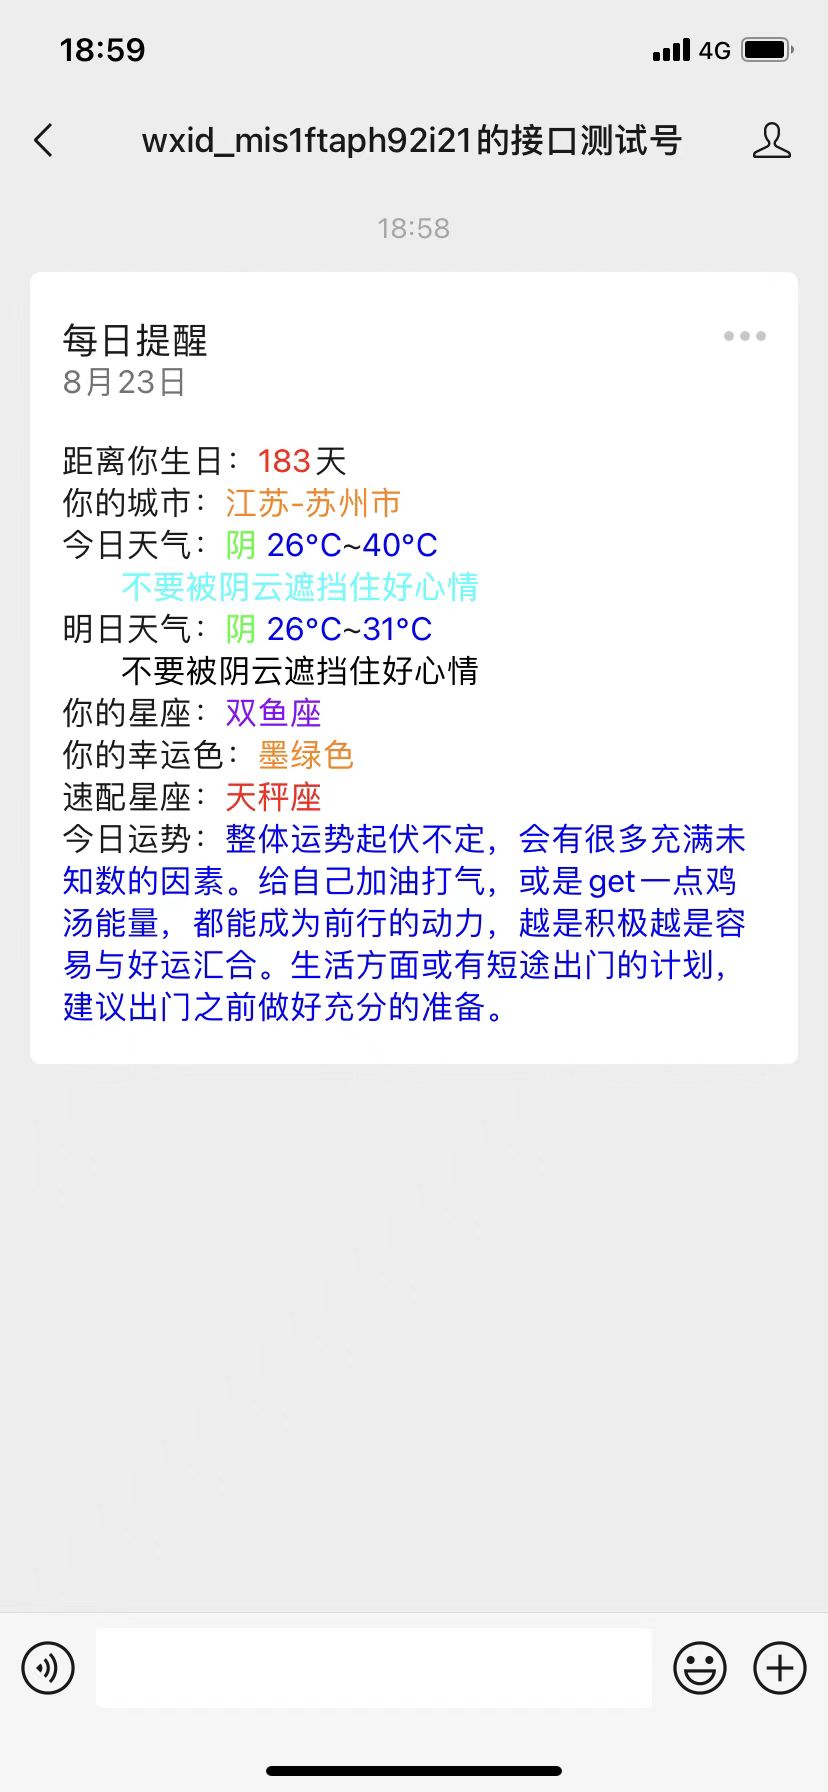 18:59
4G
wxid_mis1ftaph92i21的接口测试号
18:58
每日提醒
8月23日
距离你生日：183天
你的城市：江苏-苏州市
今日天气：阴 26°C~40°C
不要被阴云遮挡住好心情
明日天气：阴 26°C~31°C
不要被阴云遮挡住好心情
你的星座：双鱼座
你的幸运色：墨绿色
速配星座：天秤座
今日运势：整体运势起伏不定，会有很多充满未
知数的因素。给自己加油打气，或是get一点鸡
汤能量，都能成为前行的动力，越是积极越是容
易与好运汇合。生活方面或有短途出门的计划，
建议出门之前做好充分的准备。